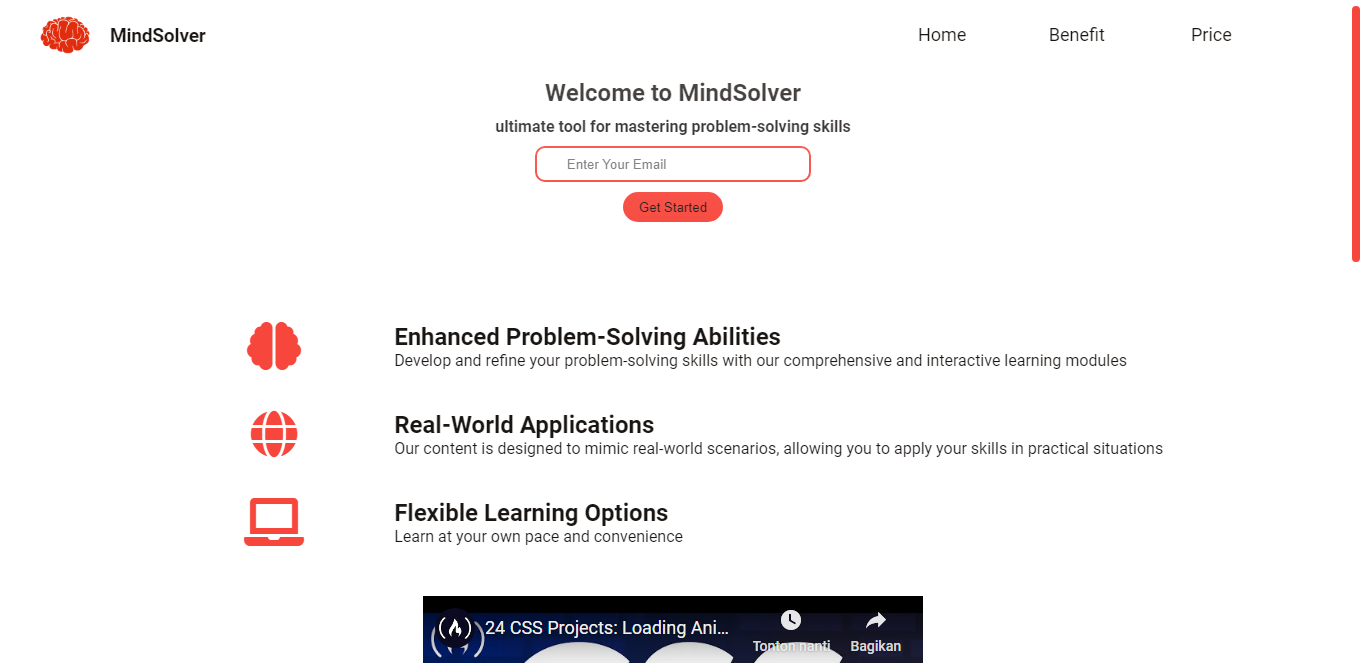 MindSolver
Home
Benefit
Price
Welcome to MindSolver
ultimate tool for mastering problem-solving skills
Enter Your Email
Get Started
Enhanced Problem-Solving Abilities
Develop and refine your problem-solving skills with our comprehensive and interactive learning modules
Real-World Applications
Our content is designed to mimic real-world scenarios, allowing you to apply your skills in practical situations
Flexible Learning Options
Learn at your own pace and convenience
24 CSS Projects: Loading Ani...
Tonton nanti
Bagikan